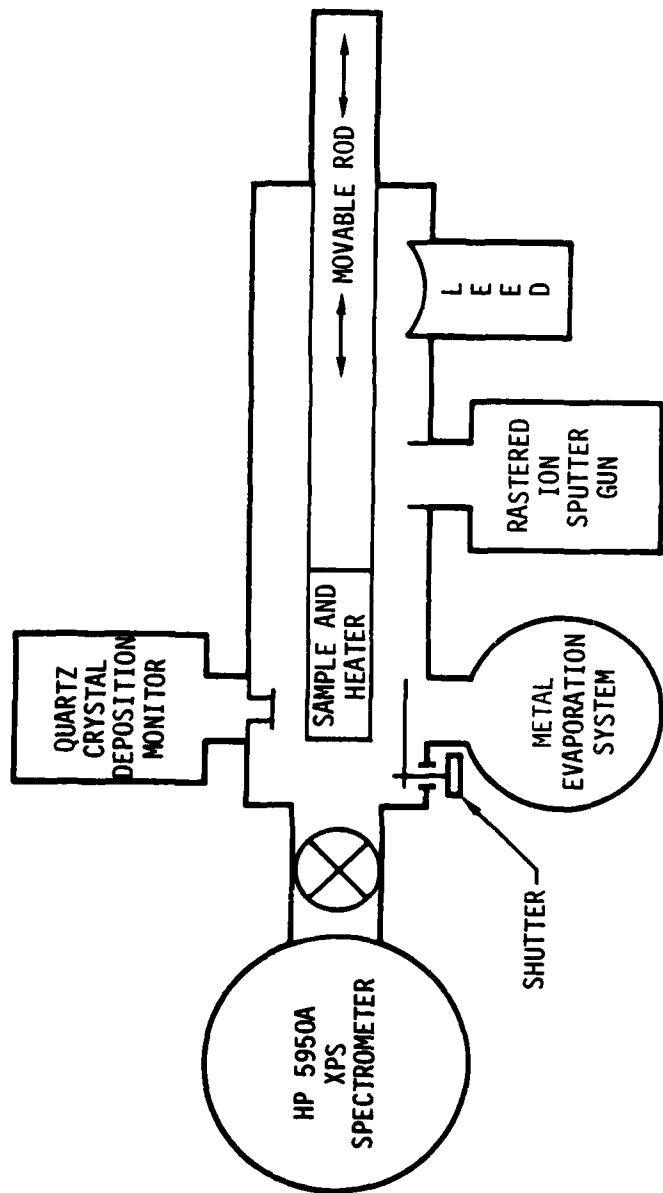 QUARTZ
CRYSTAL
DEPOSITION
MONITOR
SAMPLE AND
HEATER
MOVABLE ROD
HP 5950A
XPS
SPECTROMETER
SHUTTER
METAL
EVAPORATION
SYSTEM
RASTERED
ION
SPUTTER
GUN
L
E
E
D